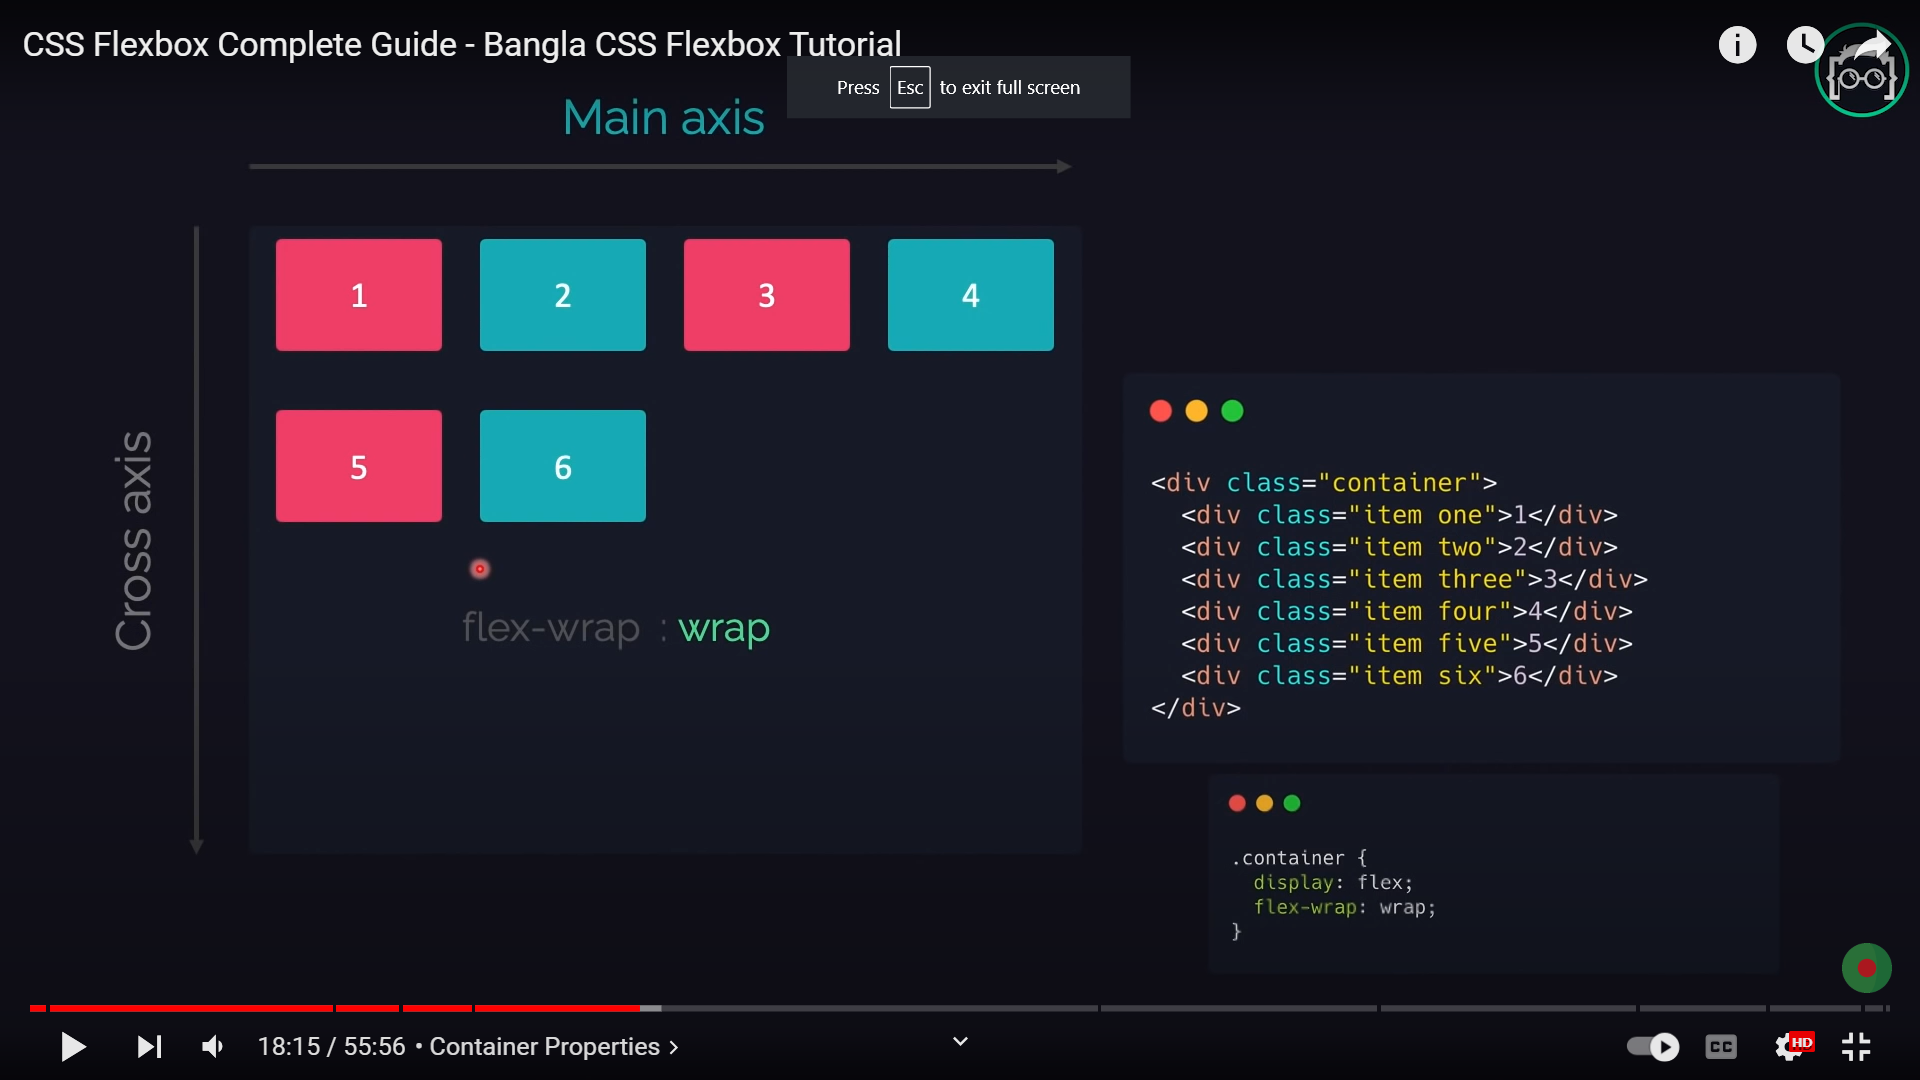 CSS Flexbox Complete Guide - Bangla CSS Flexbox Tutorial
Press Esc to exit full screen
Main axis
Cross axis
1 2 3 4
5 6
flex-wrap : wrap
<div class="container">
  <div class="item one">1</div>
  <div class="item two">2</div>
  <div class="item three">3</div>
  <div class="item four">4</div>
  <div class="item five">5</div>
  <div class="item six">6</div>
</div>
.container {
  display: flex;
  flex-wrap: wrap;
}
18:15 / 55:56 • Container Properties >
CC
HD